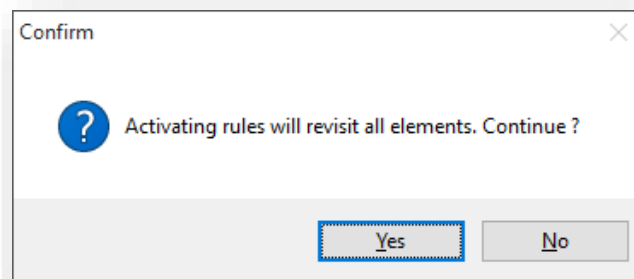 Confirm
Activating rules will revisit all elements. Continue ?
Yes
No